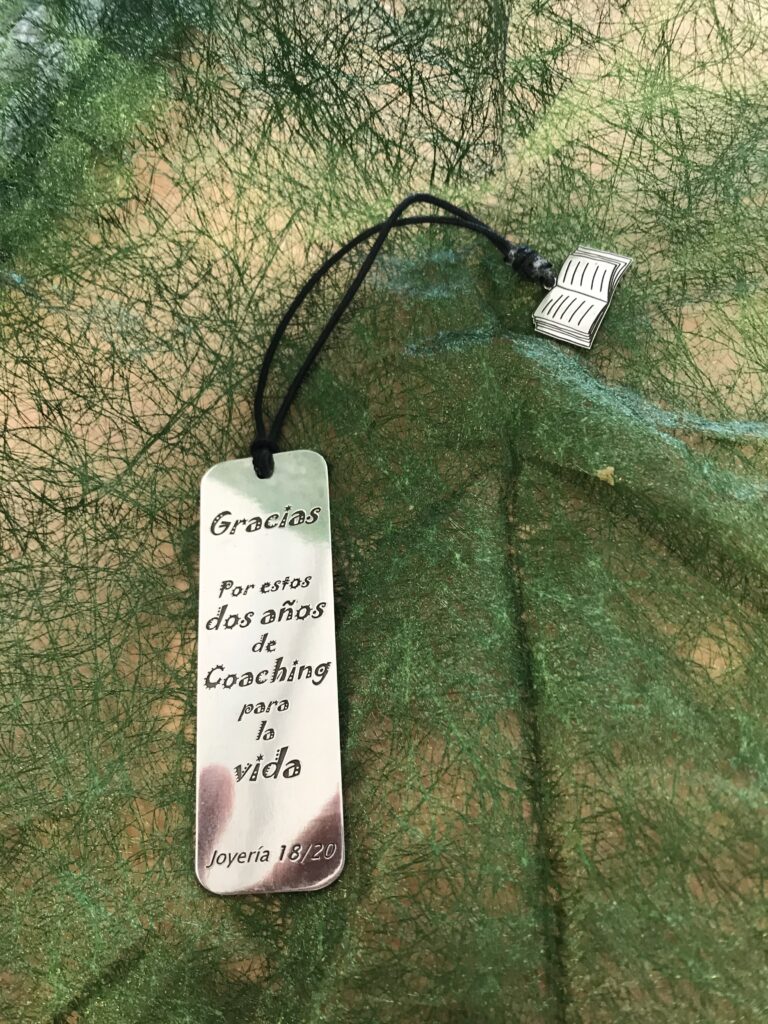 Gracias
Por estos
dos años
de
Coaching
para
la
vida
Joyería 18/20